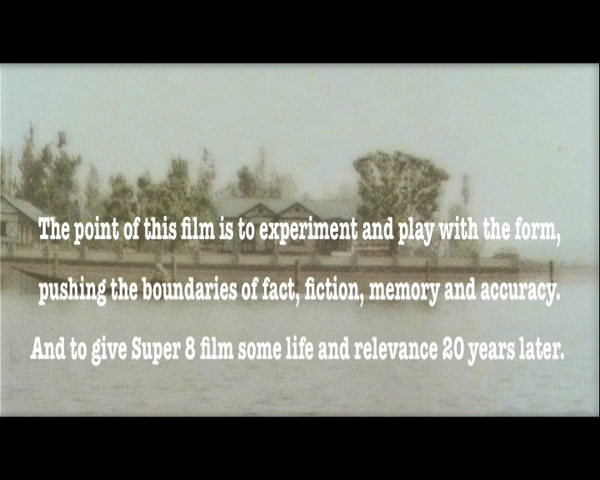 The point of this film is to experiment and play with the form,
pushing the boundaries of fact, fiction, memory and accuracy.
And to give Super 8 film some life and relevance 20 years later.